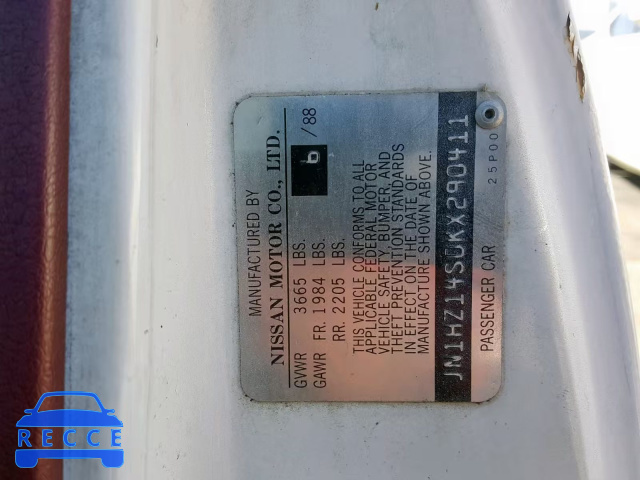 MANUFACTURED BY
NISSAN MOTOR CO., LTD.
GVWR 3665 LBS. 6 /88
GAWR FR. 1984 LBS.
RR. 2205 LBS.
THIS VEHICLE CONFORMS TO ALL
APPLICABLE FEDERAL MOTOR
VEHICLE SAFETY, BUMPER, AND
THEFT PREVENTION STANDARDS
IN EFFECT ON THE DATE OF
MANUFACTURE SHOWN ABOVE.
JN1HZ14S0KX290411
PASSENGER CAR 25P00
RECCE